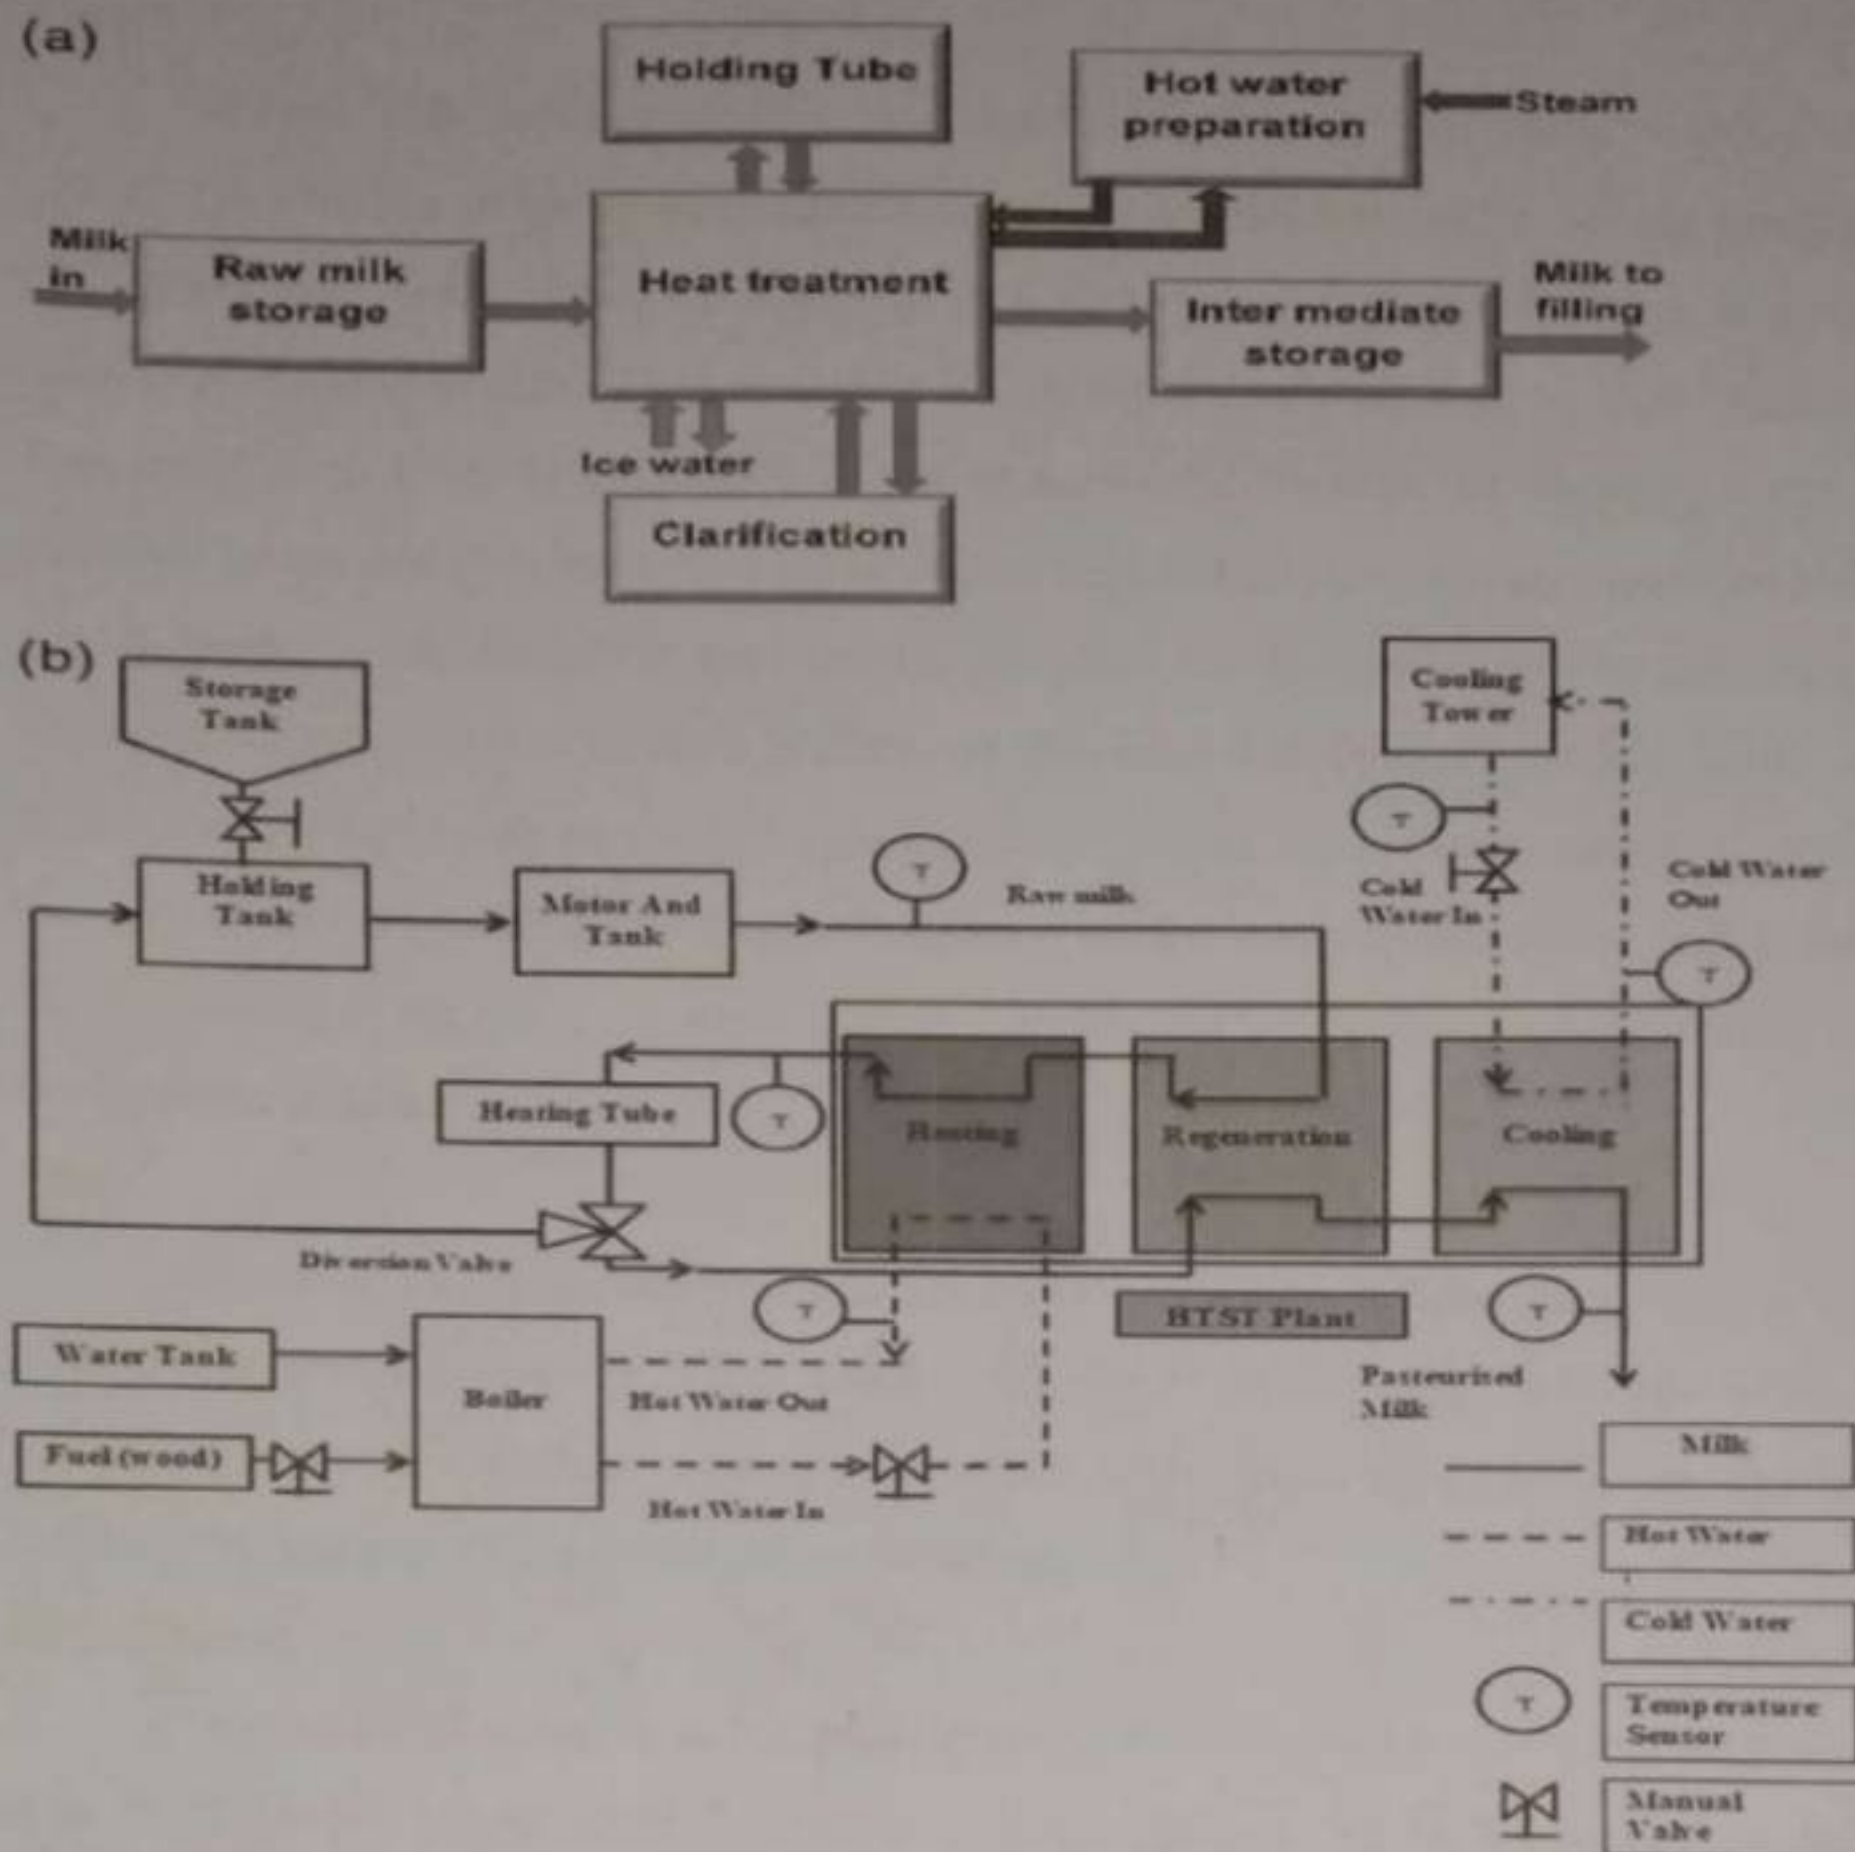 (a)
Holding Tube
Hot water
preparation
Steam
Milk
in
Raw milk
storage
Heat treatment
Milk to
filling
Inter mediate
storage
Ice water
Clarification
(b)
Storage
Tank
Cooling
Tower
T
Holding
Tank
Motor And
Tank
T
Raw milk
Cold
Water In
Cold Water
Out
T
Hearing Tube
T
Heating
Regeneration
Cooling
Diversion Valve
T
HTST Plant
T
Water Tank
Boiler
Hot Water Out
Pasteurised
Milk
Fuel (wood)
Hot Water In
Milk
Hot Water
Cold Water
T
Temperature
Sensor
Manual
Valve